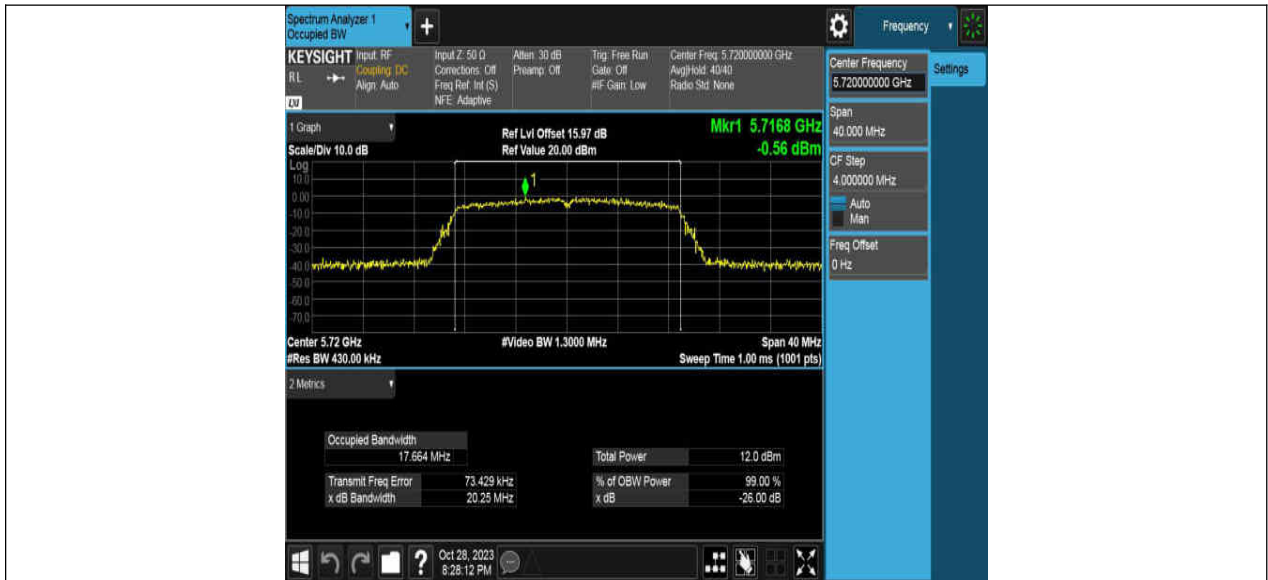 Spectrum Analyzer 1
Occupied BW
+
Frequency
KEYSIGHT
RL
LXI
Input: RF
Coupling: DC
Align: Auto
Input Z: 50 Ω
Corrections: Off
Freq Ref: Int (S)
NFE: Adaptive
Atten: 30 dB
Preamp: Off
Trig: Free Run
Gate: Off
#IF Gain: Low
Center Freq: 5.720000000 GHz
Avg|Hold: 40/40
Radio Std: None
Center Frequency
5.720000000 GHz
Settings
Span
40.000 MHz
CF Step
4.000000 MHz
Auto
Man
Freq Offset
0 Hz
1 Graph
Scale/Div 10.0 dB
Ref Lvl Offset 15.97 dB
Ref Value 20.00 dBm
Mkr1 5.7168 GHz
-0.56 dBm
Log
10.0
0.00
-10.0
-20.0
-30.0
-40.0
-50.0
-60.0
-70.0
1
Center 5.72 GHz
#Video BW 1.3000 MHz
Span 40 MHz
#Res BW 430.00 kHz
Sweep Time 1.00 ms (1001 pts)
2 Metrics
Occupied Bandwidth
17.664 MHz
Total Power 12.0 dBm
Transmit Freq Error 73.429 kHz
% of OBW Power 99.00 %
x dB Bandwidth 20.25 MHz
x dB -26.00 dB
?
Oct 28, 2023
8:28:12 PM